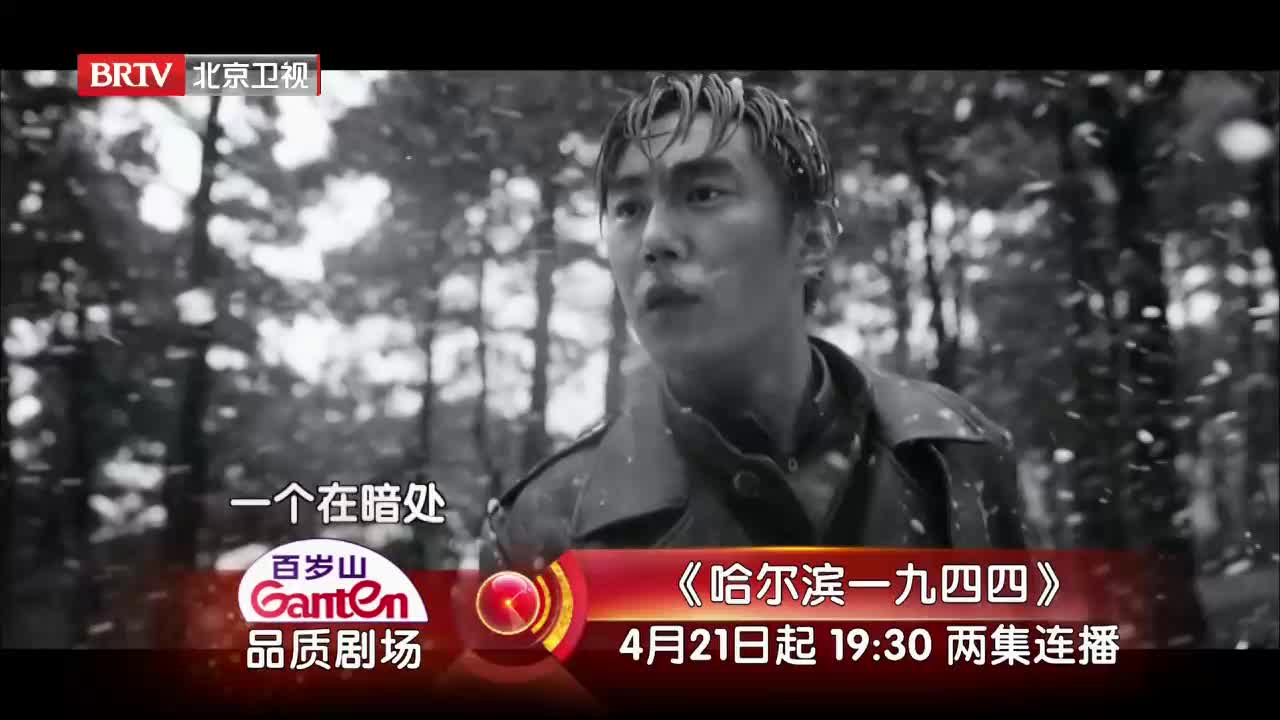 BRTV 北京卫视
一个在暗处
百岁山
Ganten
品质剧场
《哈尔滨一九四四》
4月21日起 19:30 两集连播